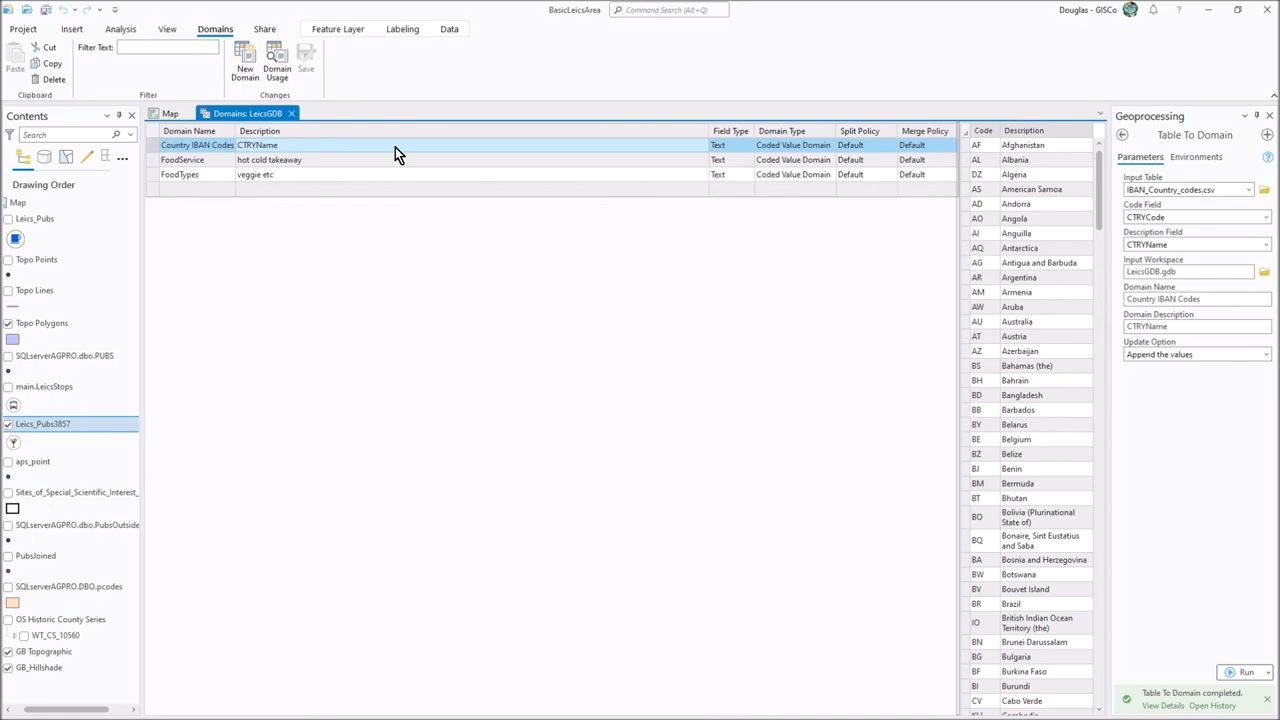 BasicLeicsArea
Command Search (Alt+Q)
Douglas - GISCo
?
Project
Insert
Analysis
View
Domains
Share
Feature Layer
Labeling
Data
Paste
Cut
Copy
Delete
Clipboard
Filter Text:
Filter
New Domain
Domain Usage
Save
Changes
Contents
Search
Drawing Order
Map
Leics_Pubs
Topo Points
Topo Lines
Topo Polygons
SQLserverAGPRO.dbo.PUBS
main.LeicsStops
Leics_Pubs3857
aps_point
Sites_of_Special_Scientific_Interest_
SQLserverAGPRO.dbo.PubsOutside
PubsJoined
SQLserverAGPRO.DBO.pcodes
OS Historic County Series
WT_CS_10560
GB Topographic
GB_Hillshade
Map
Domains: LeicsGDB
Domain Name Description Field Type Domain Type Split Policy Merge Policy
Country IBAN Codes CTRYName Text Coded Value Domain Default Default
FoodService hot cold takeaway Text Coded Value Domain Default Default
FoodTypes veggie etc Text Coded Value Domain Default Default
Code Description
AF Afghanistan
AL Albania
DZ Algeria
AS American Samoa
AD Andorra
AO Angola
AI Anguilla
AQ Antarctica
AG Antigua and Barbuda
AR Argentina
AM Armenia
AW Aruba
AU Australia
AT Austria
AZ Azerbaijan
BS Bahamas (the)
BH Bahrain
BD Bangladesh
BB Barbados
BY Belarus
BE Belgium
BZ Belize
BJ Benin
BM Bermuda
BT Bhutan
BO Bolivia (Plurinational
State of)
BQ Bonaire, Sint Eustatius
and Saba
BA Bosnia and Herzegovina
BW Botswana
BV Bouvet Island
BR Brazil
IO British Indian Ocean
Territory (the)
BN Brunei Darussalam
BG Bulgaria
BF Burkina Faso
BI Burundi
CV Cabo Verde
Geoprocessing
Table To Domain
Parameters
Environments
Input Table
IBAN_Country_codes.csv
Code Field
CTRYCode
Description Field
CTRYName
Input Workspace
LeicsGDB.gdb
Domain Name
Country IBAN Codes
Domain Description
CTRYName
Update Option
Append the values
Run
Table To Domain completed.
View Details Open History